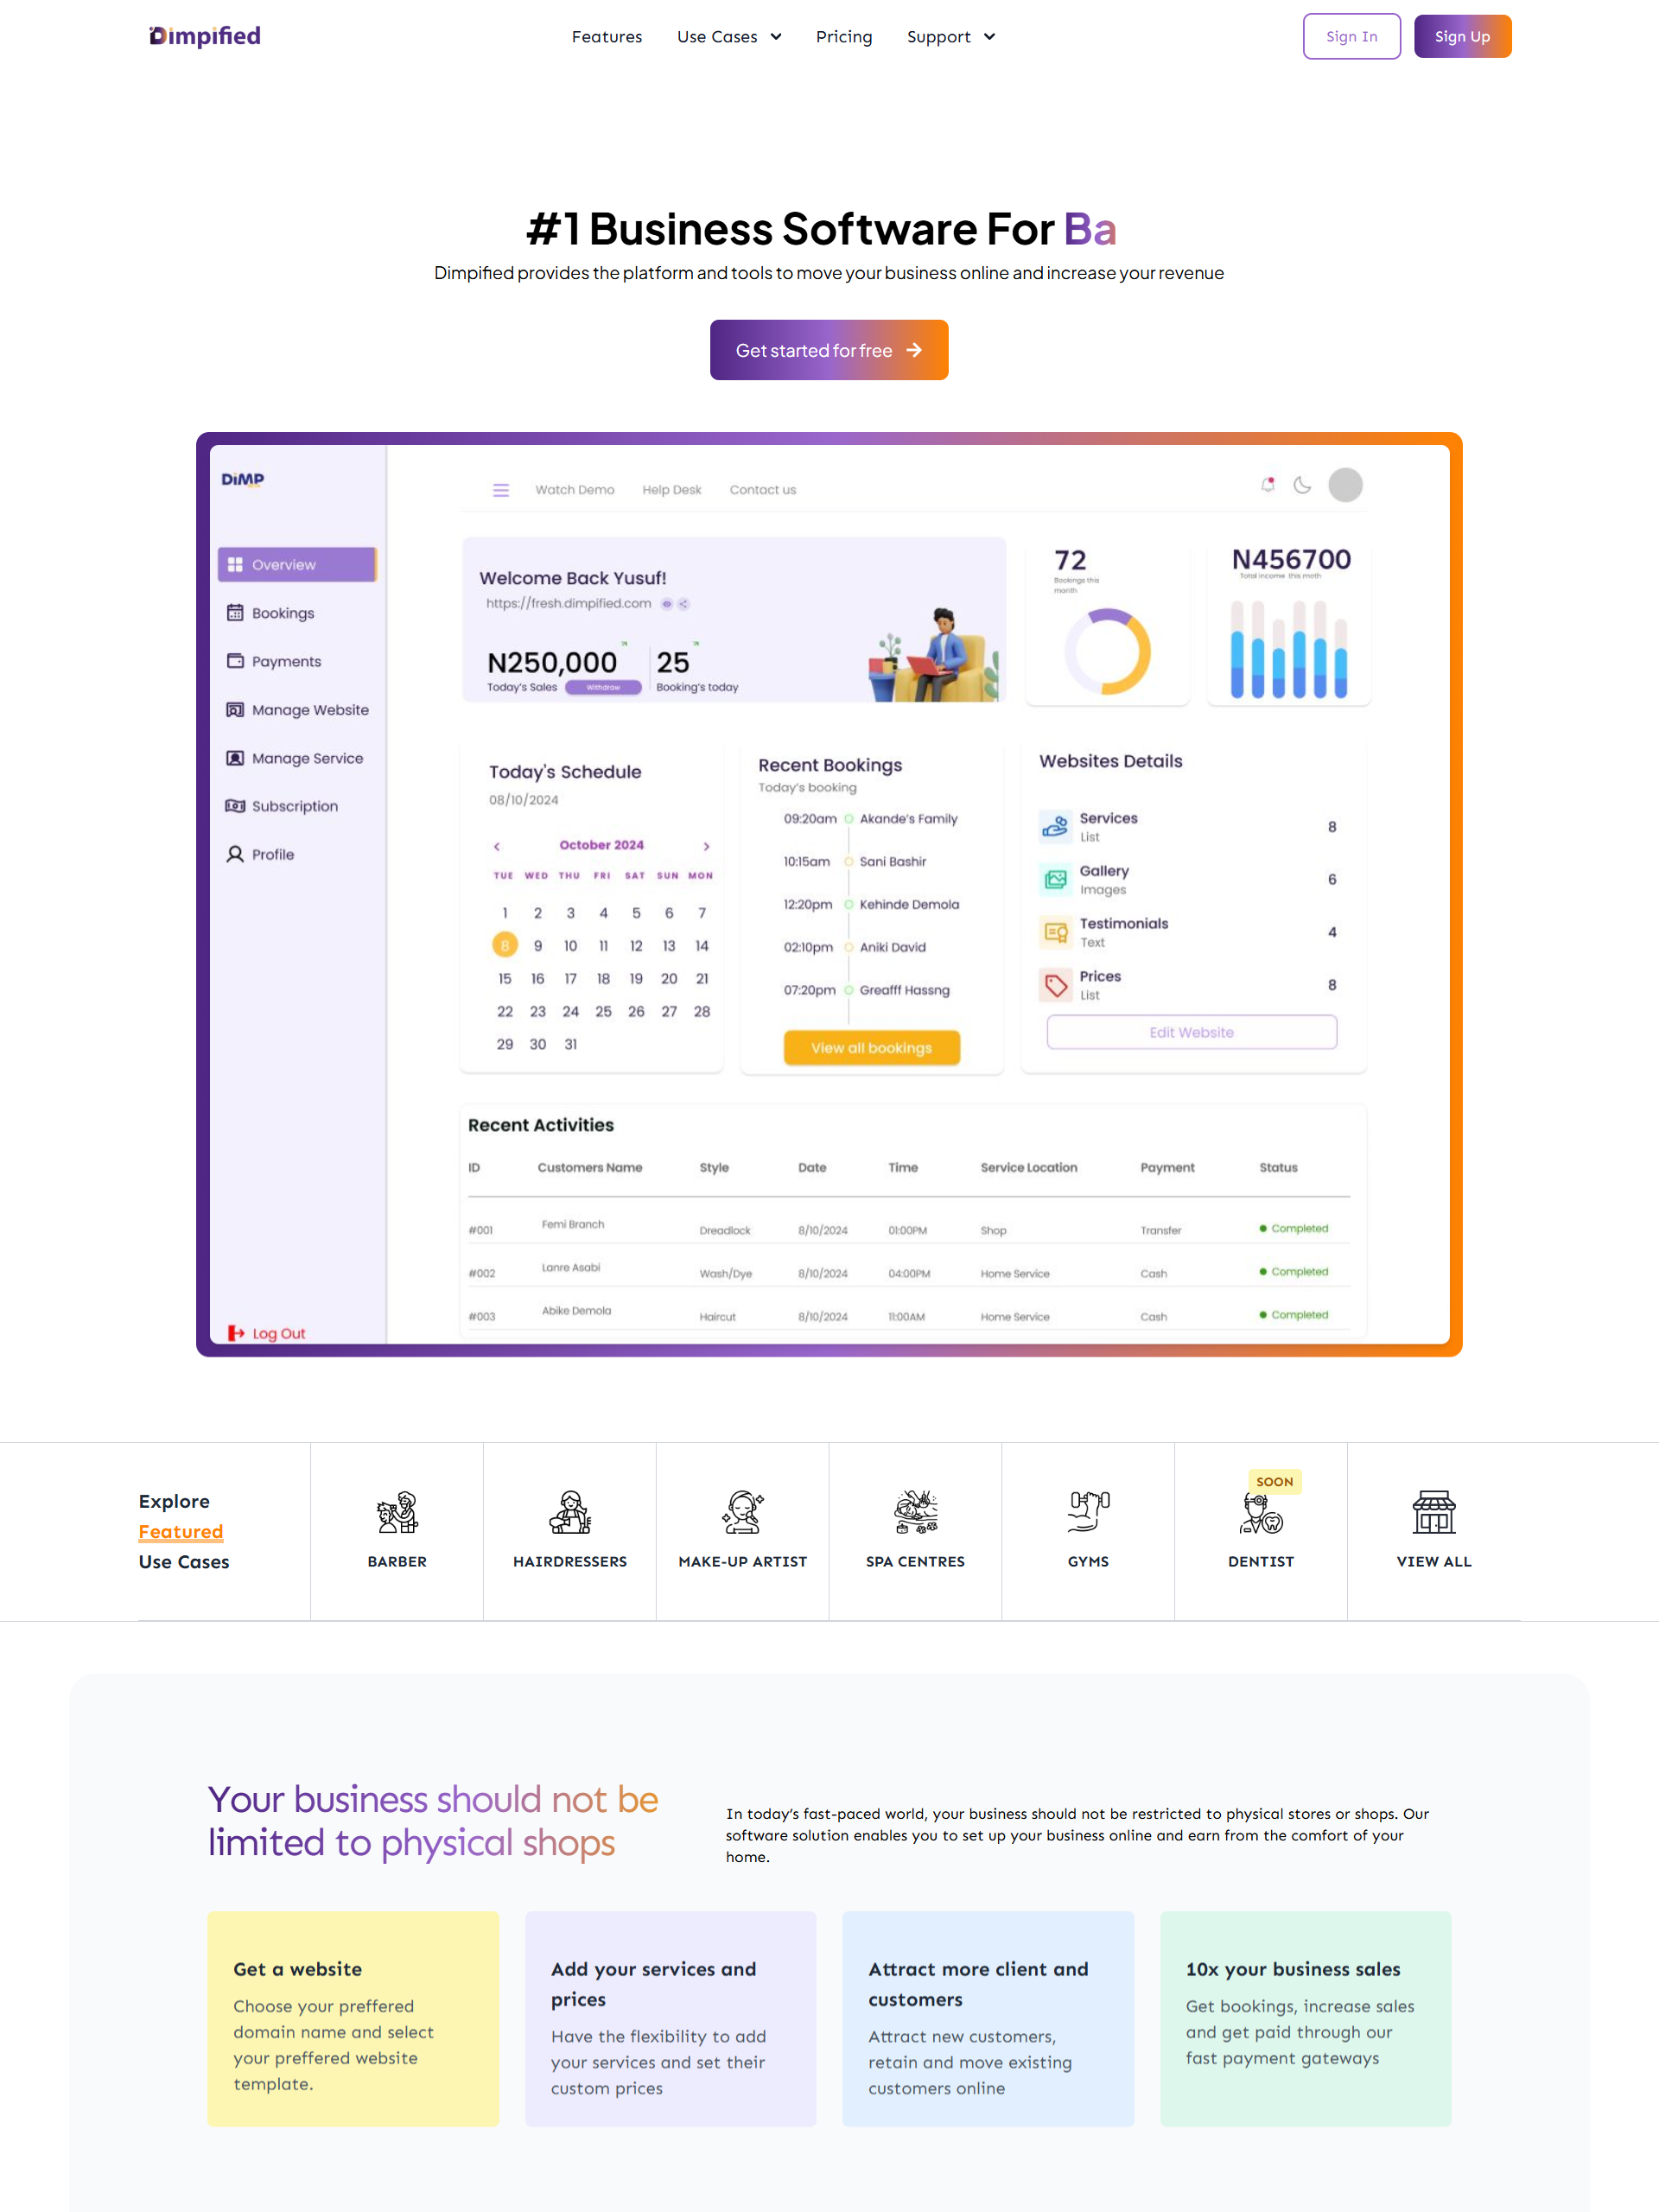 Dimpified
Features Use Cases Pricing Support
Sign In Sign Up
#1 Business Software For Ba
Dimpified provides the platform and tools to move your business online and increase your revenue
Get started for free
DiMP
Watch Demo Help Desk Contact us
Overview
Bookings
Payments
Manage Website
Manage Service
Subscription
Profile
Log Out
Welcome Back Yusuf!
https://fresh.dimpified.com
N250,000 25
Today's Sales Withdraw Booking's today
72
Bookings this
month
N456700
Total income this moth
Today's Schedule
08/10/2024
October 2024
TUE WED THU FRI SAT SUN MON
1 2 3 4 5 6 7
8 9 10 11 12 13 14
15 16 17 18 19 20 21
22 23 24 25 26 27 28
29 30 31
Recent Bookings
Today's booking
09:20am Akande's Family
10:15am Sani Bashir
12:20pm Kehinde Demola
02:10pm Aniki David
07:20pm Greafff Hassng
View all bookings
Websites Details
Services 8
List
Gallery 6
Images
Testimonials 4
Text
Prices 8
List
Edit Website
Recent Activities
ID Customers Name Style Date Time Service Location Payment Status
#001 Femi Branch Dreadlock 8/10/2024 01:00PM Shop Transfer Completed
#002 Lanre Asabi Wash/Dye 8/10/2024 04:00PM Home Service Cash Completed
#003 Abike Demola Haircut 8/10/2024 11:00AM Home Service Cash Completed
Explore
Featured
Use Cases
BARBER
HAIRDRESSERS
MAKE-UP ARTIST
SPA CENTRES
GYMS
SOON
DENTIST
VIEW ALL
Your business should not be
limited to physical shops
In today's fast-paced world, your business should not be restricted to physical stores or shops. Our
software solution enables you to set up your business online and earn from the comfort of your
home.
Get a website
Choose your preffered
domain name and select
your preffered website
template.
Add your services and
prices
Have the flexibility to add
your services and set their
custom prices
Attract more client and
customers
Attract new customers,
retain and move existing
customers online
10x your business sales
Get bookings, increase sales
and get paid through our
fast payment gateways